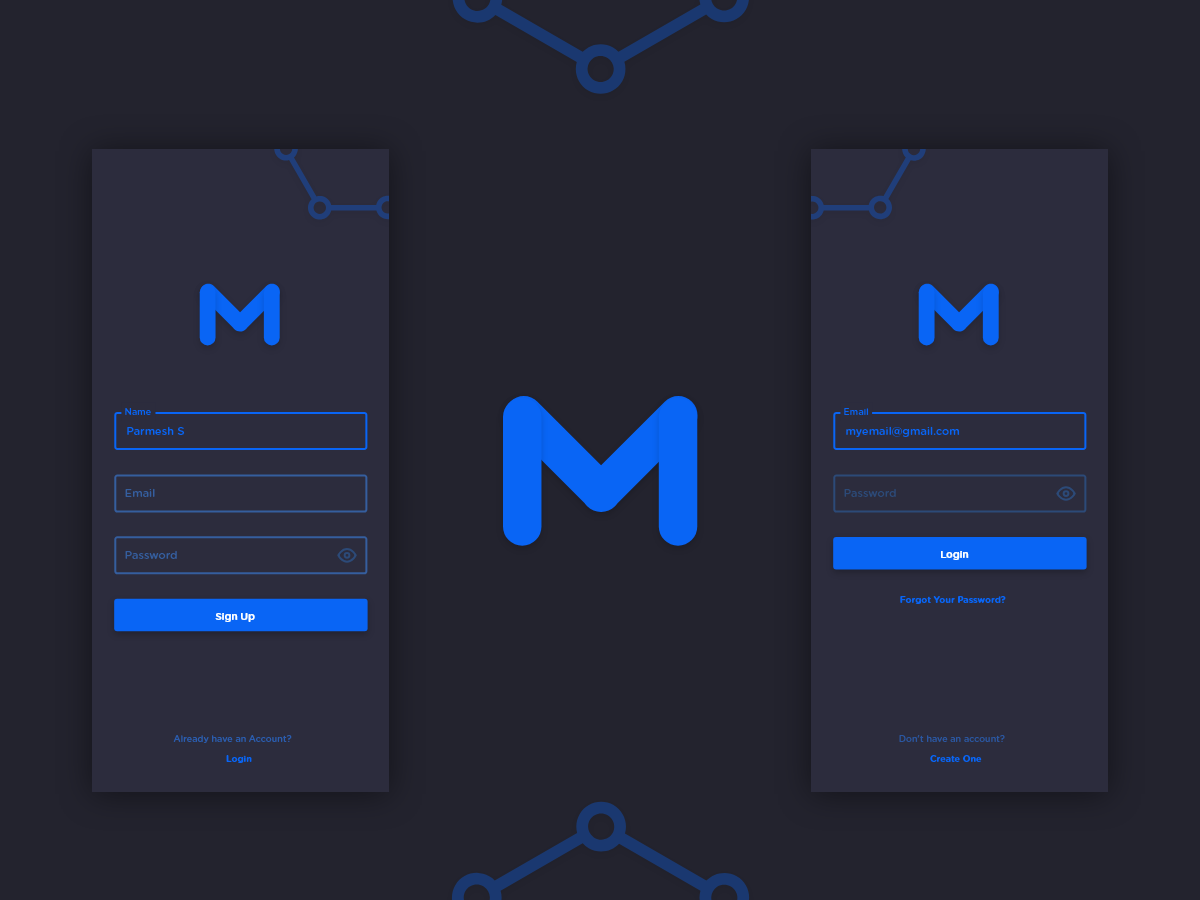 Name
Parmesh S
Email
Password
Sign Up
Already have an Account?
Login
M
M
M
Email
myemail@gmail.com
Password
Login
Forgot Your Password?
Don't have an account?
Create One